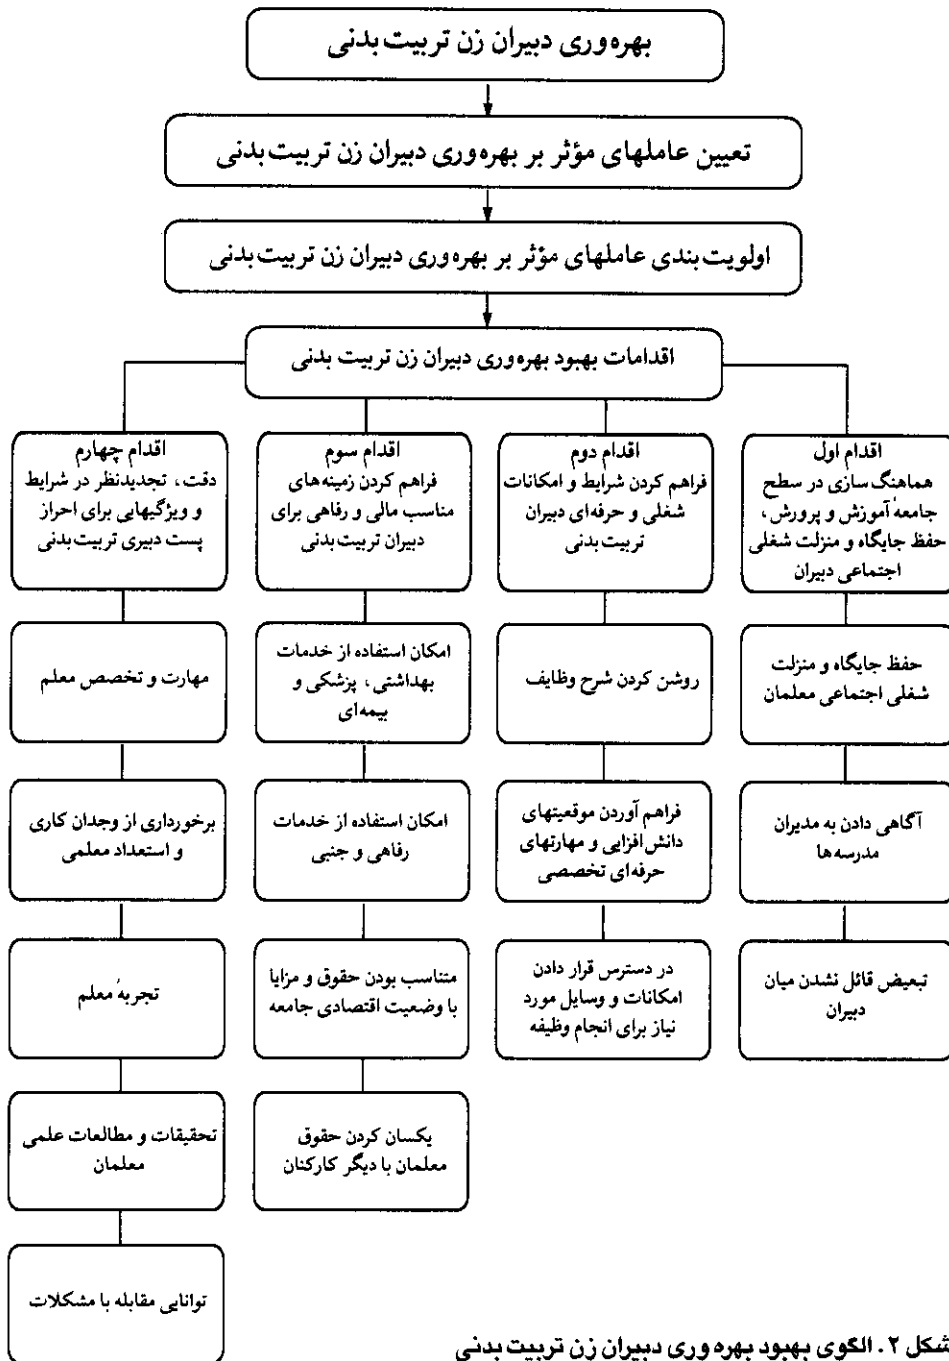 بهره‌وری دبیران زن تربیت بدنی
تعیین عاملهای مؤثر بر بهره‌وری دبیران زن تربیت بدنی
اولویت بندی عاملهای مؤثر بر بهره‌وری دبیران زن تربیت بدنی
اقدامات بهبود بهره‌وری دبیران زن تربیت بدنی
اقدام اول
هماهنگ سازی در سطح
جامعهٔ آموزش و پرورش،
حفظ جایگاه و منزلت شغلی
اجتماعی دبیران
حفظ جایگاه و منزلت
شغلی اجتماعی معلمان
آگاهی دادن به مدیران
مدرسه‌ها
تبعیض قائل نشدن میان
دبیران
اقدام دوم
فراهم کردن شرایط و امکانات
شغلی و حرفه‌ای دبیران
تربیت بدنی
روشن کردن شرح وظایف
فراهم آوردن موقعیتهای
دانش افزایی و مهارتهای
حرفه‌ای تخصصی
در دسترس قرار دادن
امکانات و وسایل مورد
نیاز برای انجام وظیفه
اقدام سوم
فراهم کردن زمینه‌های
مناسب مالی و رفاهی برای
دبیران تربیت بدنی
امکان استفاده از خدمات
بهداشتی، پزشکی و
بیمه‌ای
امکان استفاده از خدمات
رفاهی و جنبی
متناسب بودن حقوق و مزایا
با وضعیت اقتصادی جامعه
یکسان کردن حقوق
معلمان با دیگر کارکنان
اقدام چهارم
دقت، تجدیدنظر در شرایط
و ویژگیهایی برای احراز
پست دبیری تربیت بدنی
مهارت و تخصص معلم
برخورداری از وجدان کاری
و استعداد معلمی
تجربهٔ معلم
تحقیقات و مطالعات علمی
معلمان
توانایی مقابله با مشکلات
شکل ۲. الگوی بهبود بهره وری دبیران زن تربیت بدنی